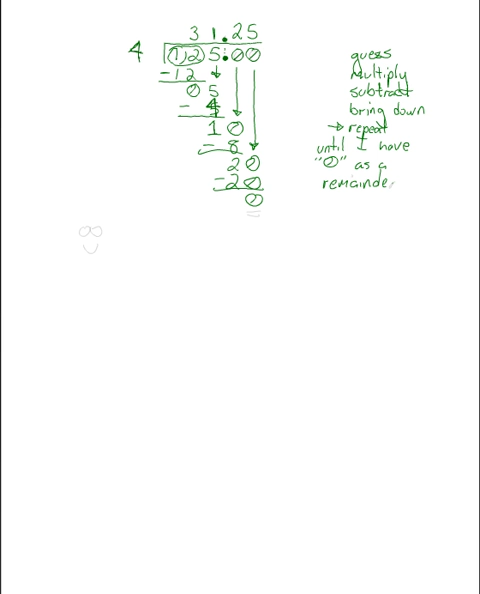 31.25
4 125.00
-12
05
- 4
10
- 8
20
-20
0
guess
multiply
subtract
bring down
→ repeat
until I have
"0" as a
remainder